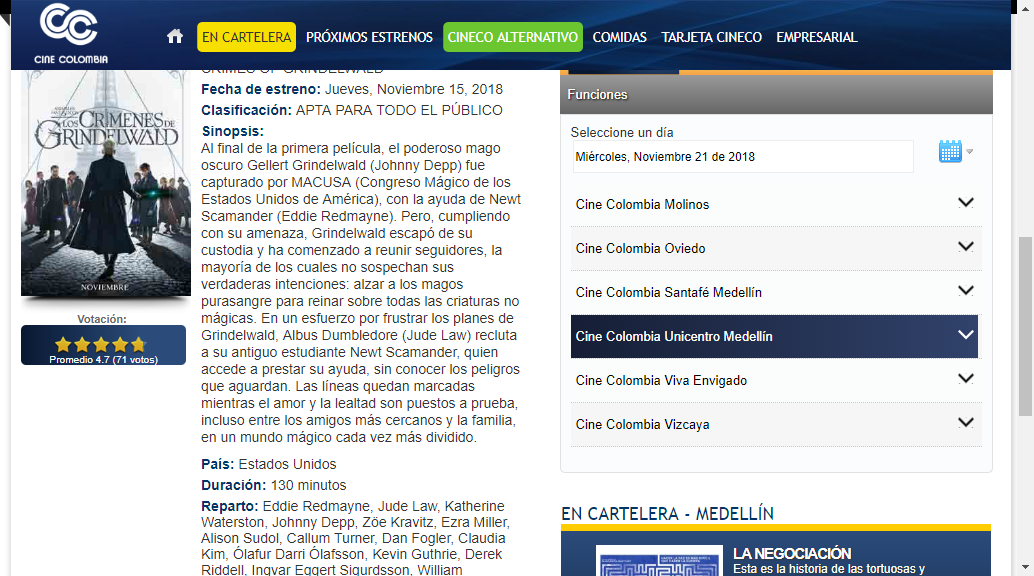 CINE COLOMBIA
EN CARTELERA
PRÓXIMOS ESTRENOS
CINECO ALTERNATIVO
COMIDAS
TARJETA CINECO
EMPRESARIAL
CRIMES OF GRINDELWALD
Fecha de estreno: Jueves, Noviembre 15, 2018
Clasificación: APTA PARA TODO EL PÚBLICO
Sinopsis:
Al final de la primera película, el poderoso mago
oscuro Gellert Grindelwald (Johnny Depp) fue
capturado por MACUSA (Congreso Mágico de los
Estados Unidos de América), con la ayuda de Newt
Scamander (Eddie Redmayne). Pero, cumpliendo
con su amenaza, Grindelwald escapó de su
custodia y ha comenzado a reunir seguidores, la
mayoría de los cuales no sospechan sus
verdaderas intenciones: alzar a los magos
purasangre para reinar sobre todas las criaturas no
mágicas. En un esfuerzo por frustrar los planes de
Grindelwald, Albus Dumbledore (Jude Law) recluta
a su antiguo estudiante Newt Scamander, quien
accede a prestar su ayuda, sin conocer los peligros
que aguardan. Las líneas quedan marcadas
mientras el amor y la lealtad son puestos a prueba,
incluso entre los amigos más cercanos y la familia,
en un mundo mágico cada vez más dividido.
País: Estados Unidos
Duración: 130 minutos
Reparto: Eddie Redmayne, Jude Law, Katherine
Waterston, Johnny Depp, Zöe Kravitz, Ezra Miller,
Alison Sudol, Callum Turner, Dan Fogler, Claudia
Kim, Ólafur Darri Ólafsson, Kevin Guthrie, Derek
Riddell, Ingvar Eggert Sigurdsson, William
LOS CRÍMENES DE
GRINDELWALD
NOVIEMBRE
Votación:
Promedio 4.7 (71 votos)
Funciones
Seleccione un día
Miércoles, Noviembre 21 de 2018
Cine Colombia Molinos
Cine Colombia Oviedo
Cine Colombia Santafé Medellín
Cine Colombia Unicentro Medellín
Cine Colombia Viva Envigado
Cine Colombia Vizcaya
EN CARTELERA - MEDELLÍN
LA NEGOCIACIÓN
Esta es la historia de las tortuosas y